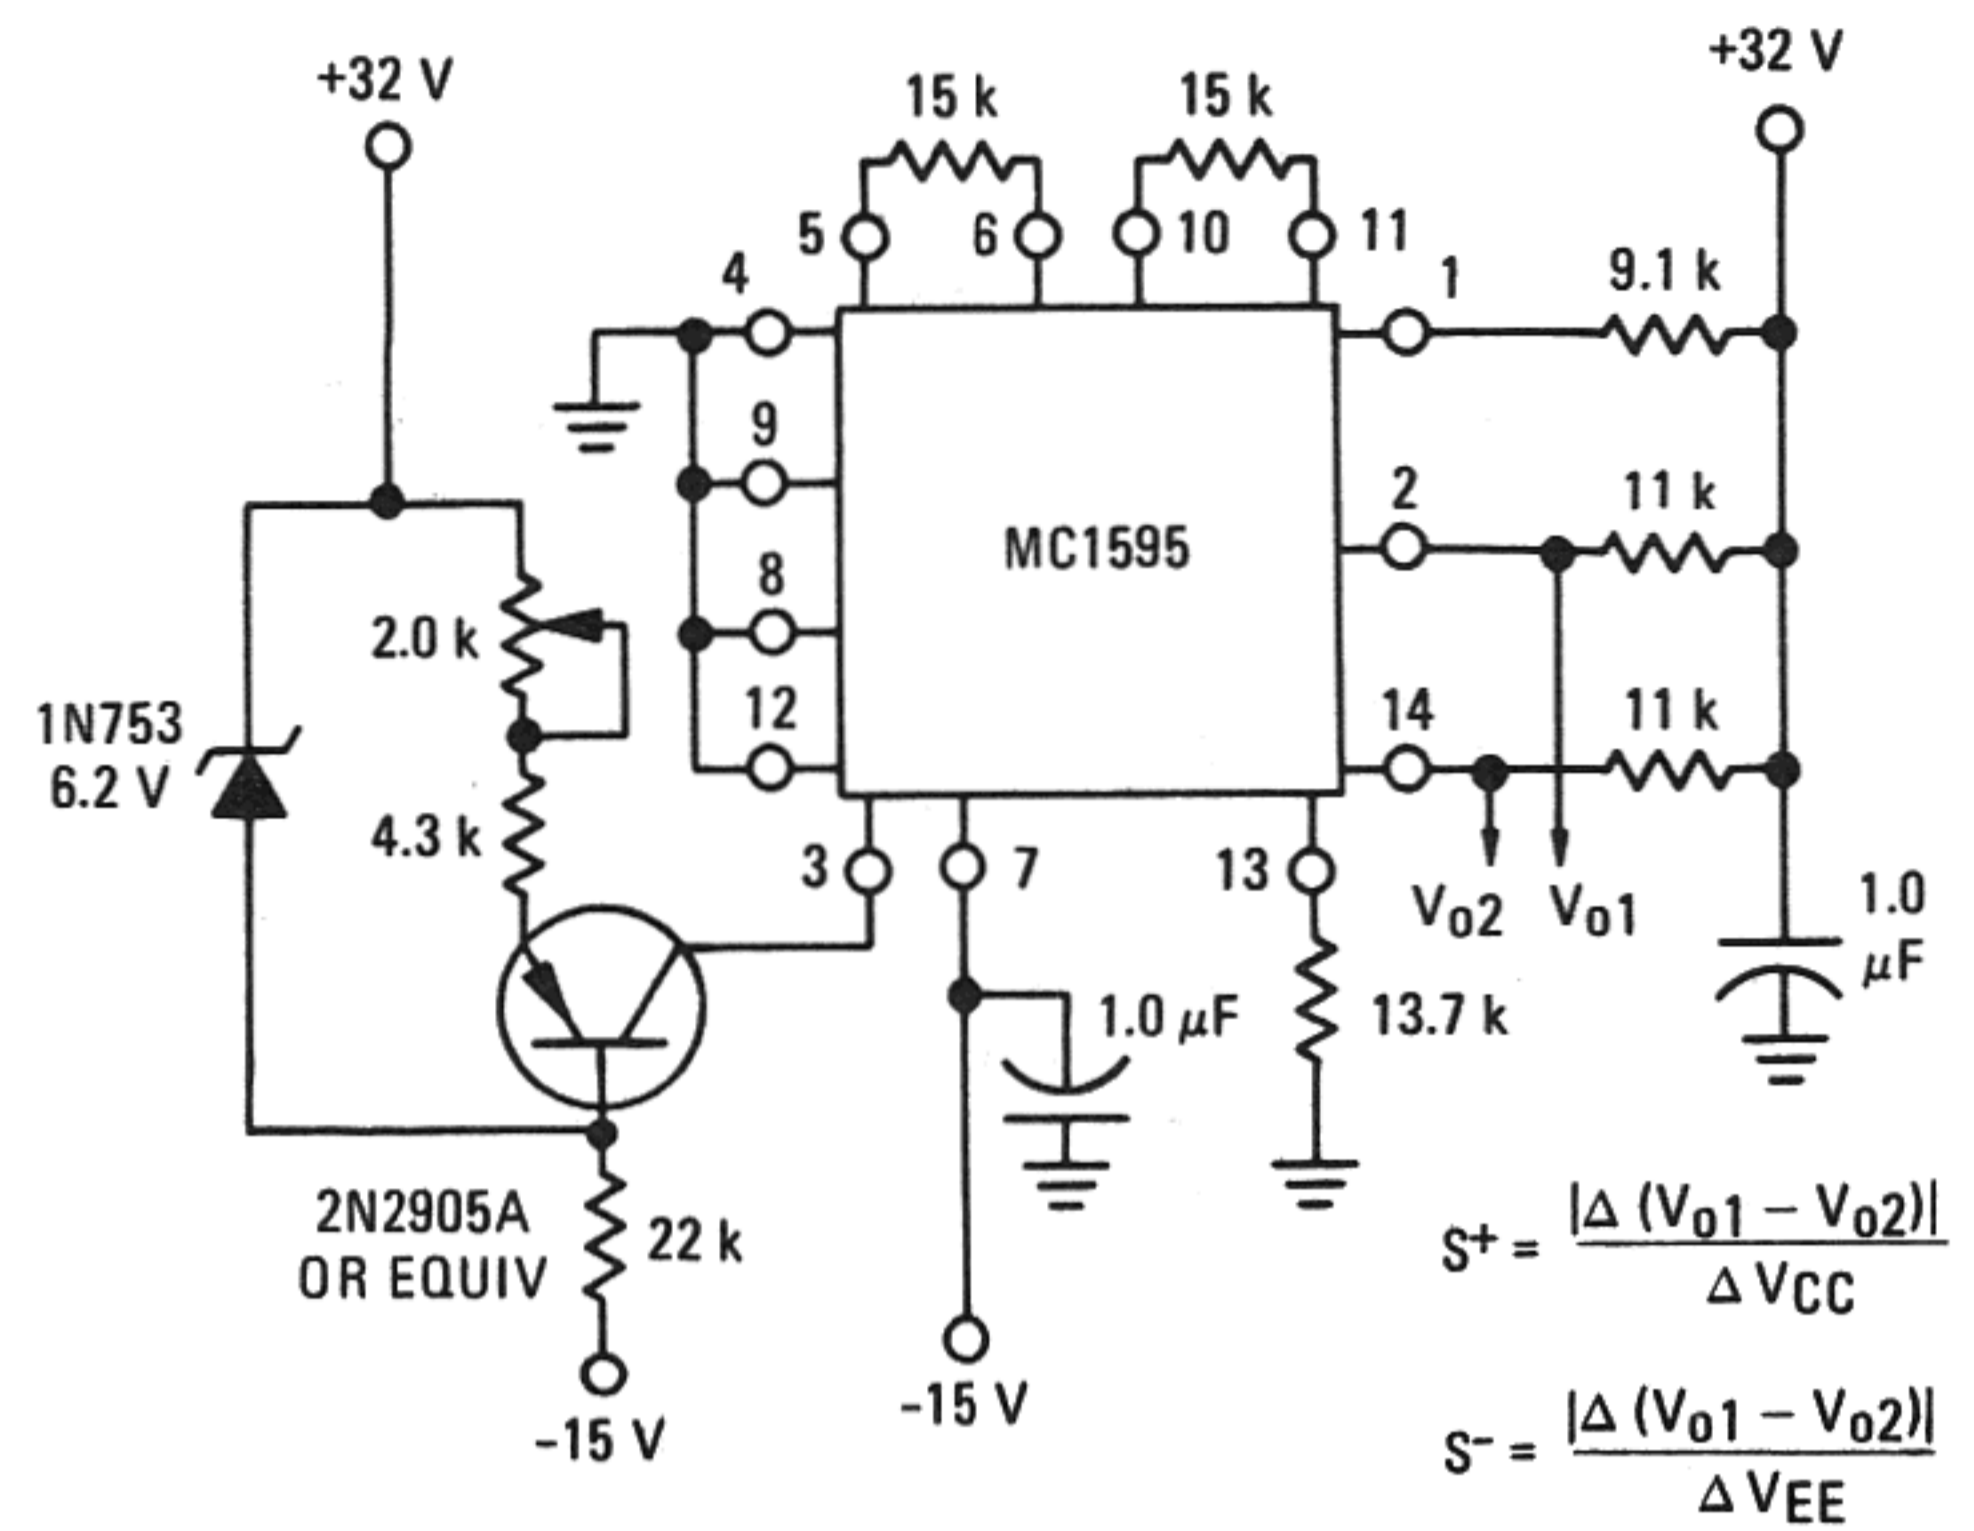 +32 V
+32 V
15 k
15 k
5
6
10
11
4
1
9.1 k
9
2
11 k
MC1595
8
2.0 k
12
14
11 k
1N753
6.2 V
4.3 k
3
7
13
Vo2
Vo1
1.0
μF
1.0 μF
13.7 k
2N2905A
OR EQUIV
22 k
S+ = |Δ (Vo1 − Vo2)|
Δ VCC
-15 V
-15 V
S- = |Δ (Vo1 − Vo2)|
Δ VEE